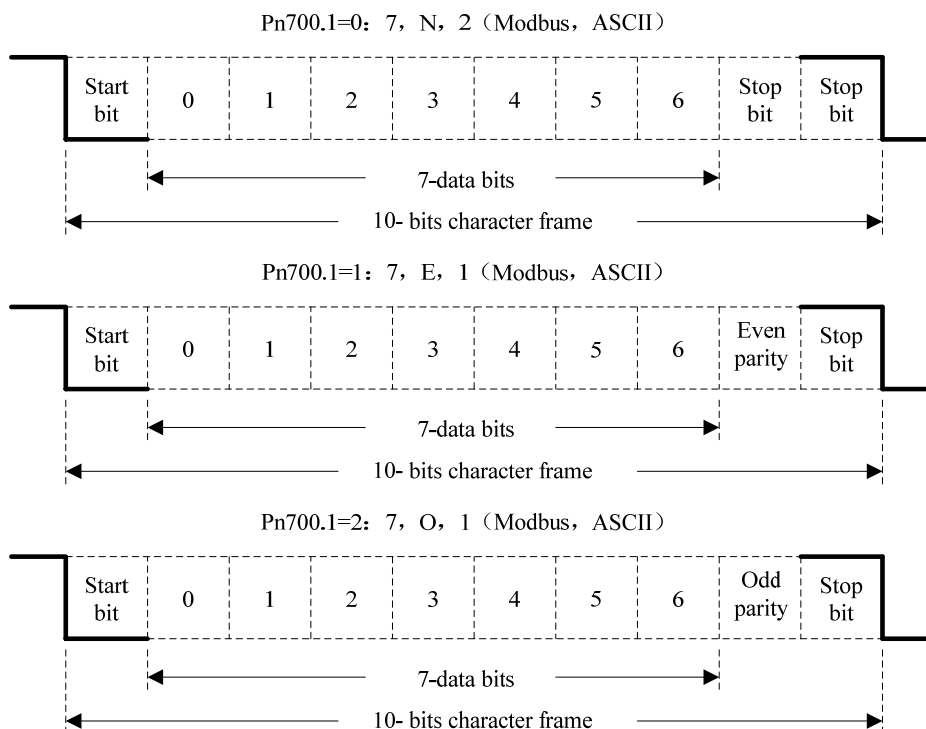 Pn700.1=0: 7, N, 2（Modbus, ASCII）
Start bit 0 1 2 3 4 5 6 Stop bit Stop bit
7-data bits
10- bits character frame
Pn700.1=1: 7, E, 1（Modbus, ASCII）
Start bit 0 1 2 3 4 5 6 Even parity Stop bit
7-data bits
10- bits character frame
Pn700.1=2: 7, O, 1（Modbus, ASCII）
Start bit 0 1 2 3 4 5 6 Odd parity Stop bit
7-data bits
10- bits character frame